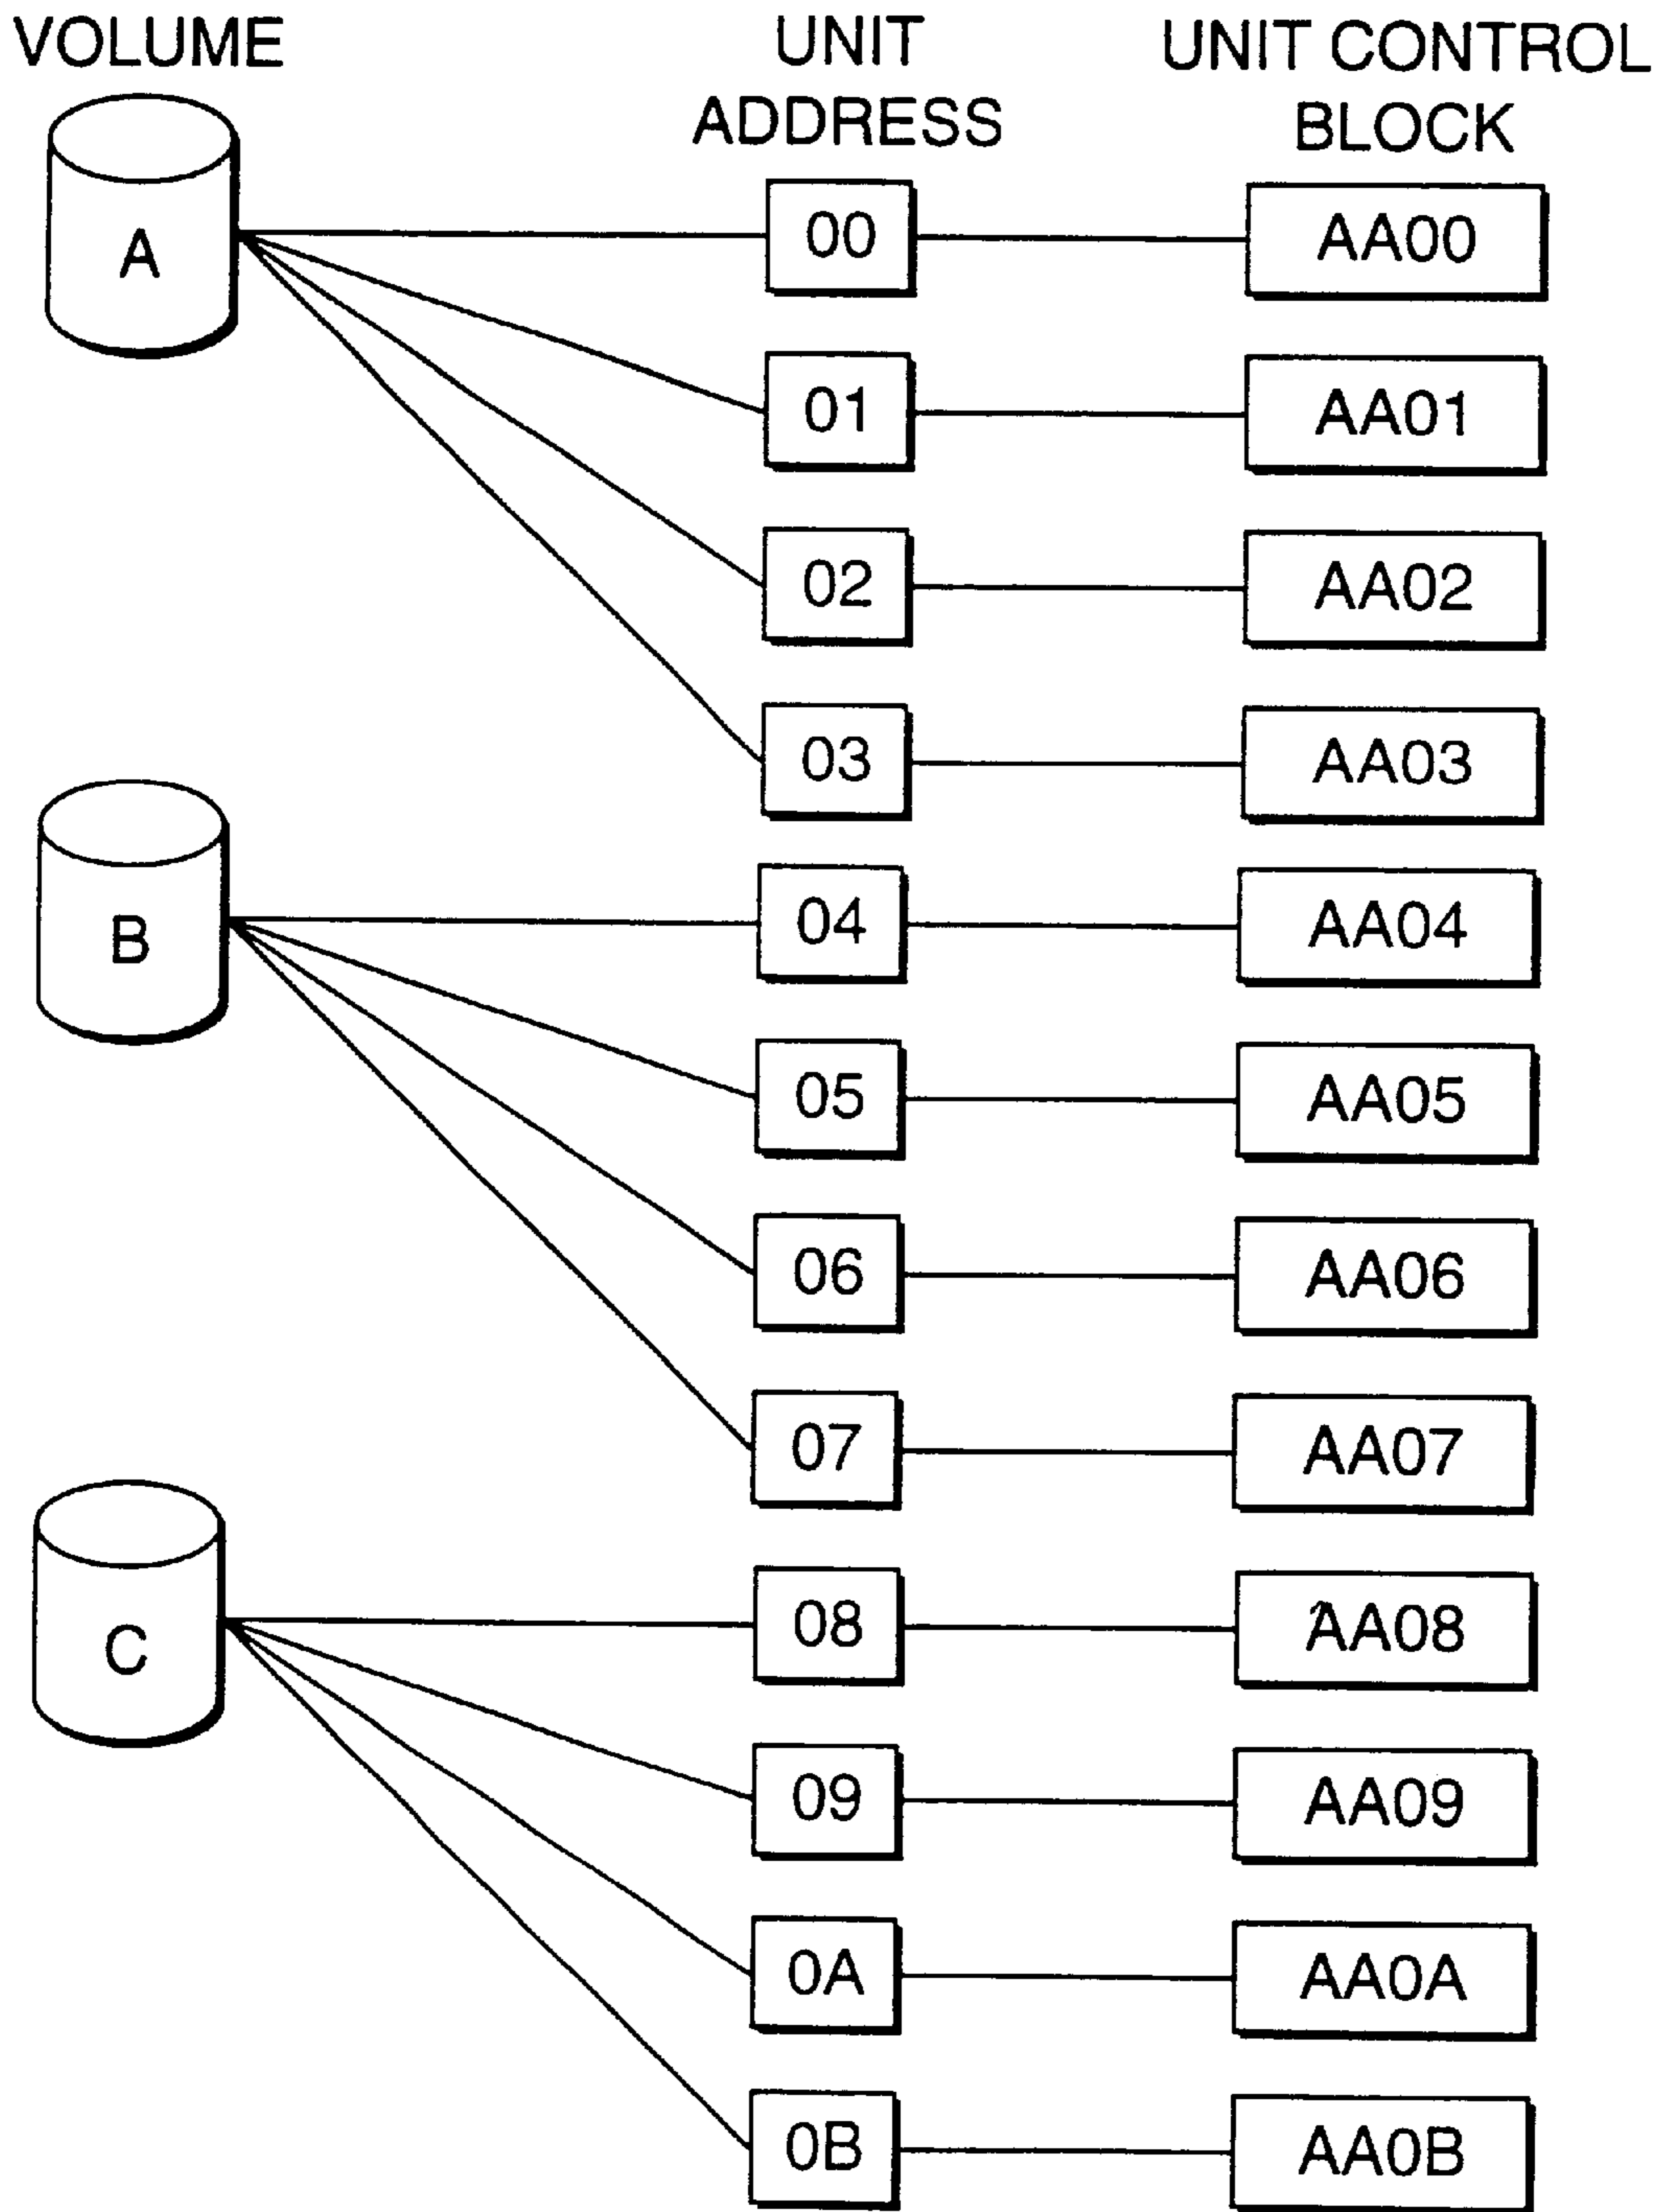 VOLUME UNIT ADDRESS UNIT CONTROL BLOCK
A 00 AA00
01 AA01
02 AA02
03 AA03
B 04 AA04
05 AA05
06 AA06
07 AA07
C 08 AA08
09 AA09
0A AA0A
0B AA0B